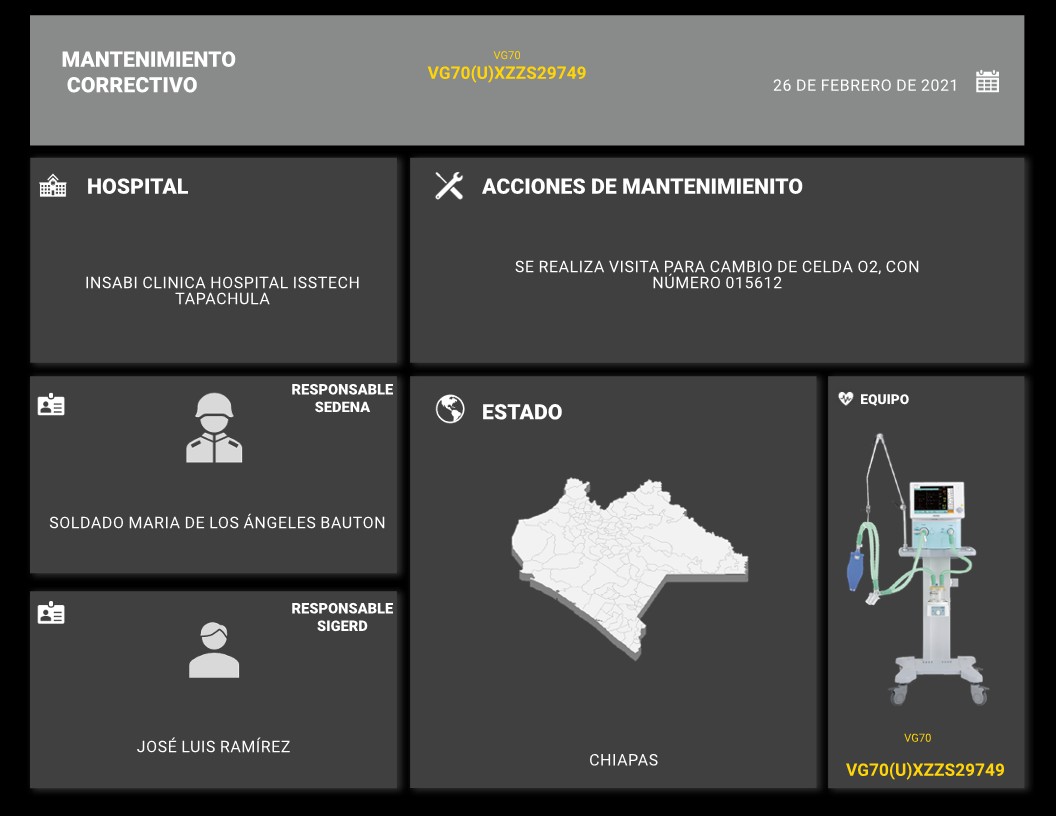 MANTENIMIENTO
CORRECTIVO
VG70
VG70(U)XZZS29749
26 DE FEBRERO DE 2021
HOSPITAL
INSABI CLINICA HOSPITAL ISSTECH
TAPACHULA
ACCIONES DE MANTENIMIENITO
SE REALIZA VISITA PARA CAMBIO DE CELDA O2, CON
NÚMERO 015612
RESPONSABLE
SEDENA
SOLDADO MARIA DE LOS ÁNGELES BAUTON
RESPONSABLE
SIGERD
JOSÉ LUIS RAMÍREZ
ESTADO
CHIAPAS
EQUIPO
VG70
VG70(U)XZZS29749